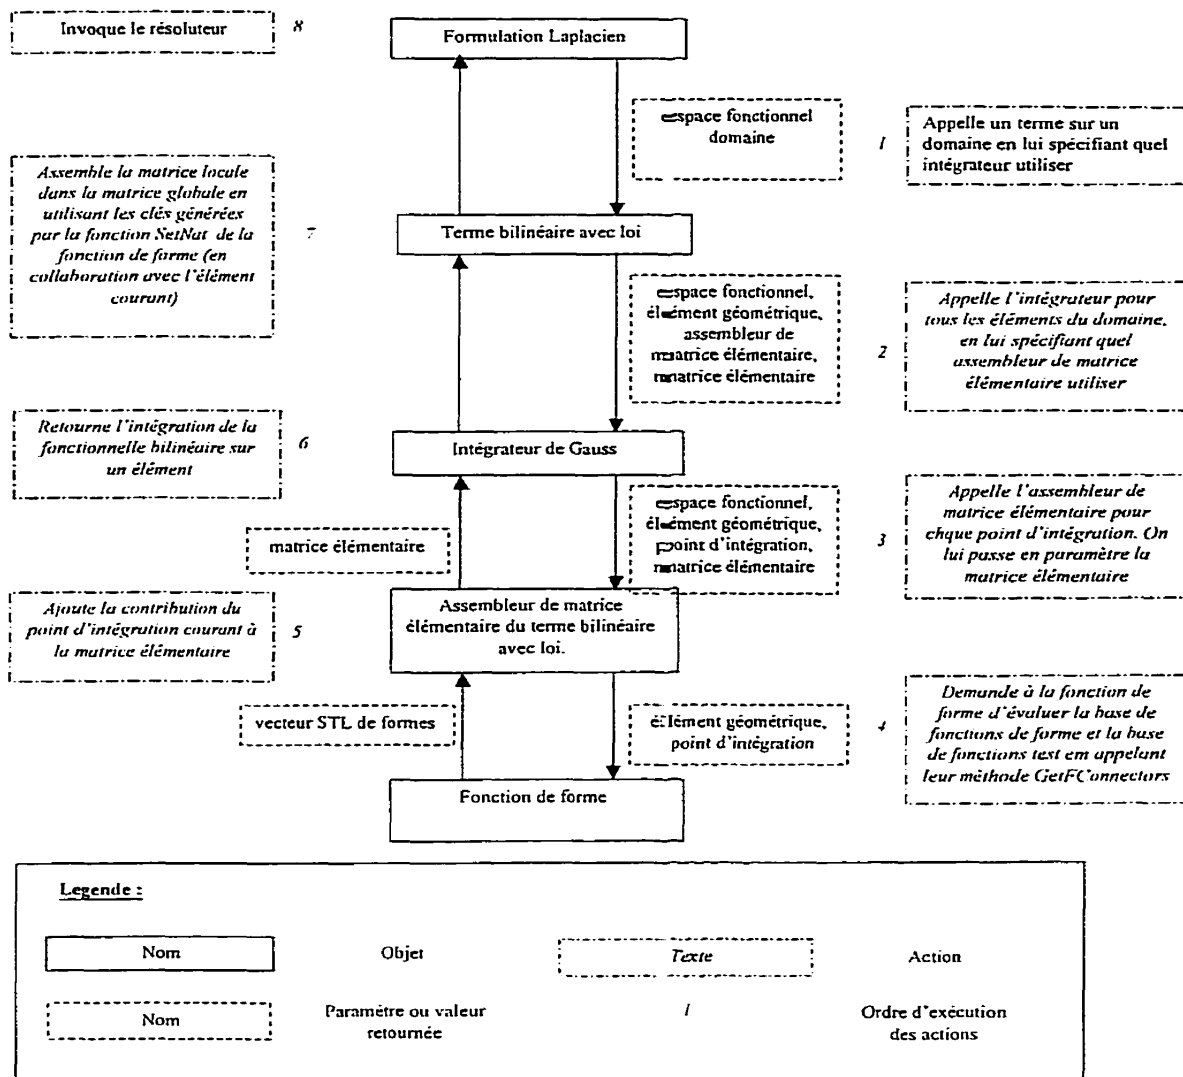 Invoque le résoluteur
8
Formulation Laplacien
espace fonctionnel
domaine
1
Appelle un terme sur un
domaine en lui spécifiant quel
intégrateur utiliser
Assemble la matrice locale
dans la matrice globale en
utilisant les clés générées
par la fonction SetNat de la
fonction de forme (en
collaboration avec l'élément
courant)
7
Terme bilinéaire avec loi
espace fonctionnel,
élément géométrique,
assembleur de
matrice élémentaire,
matrice élémentaire
2
Appelle l'intégrateur pour
tous les éléments du domaine,
en lui spécifiant quel
assembleur de matrice
élémentaire utiliser
Retourne l'intégration de la
fonctionnelle bilinéaire sur
un élément
6
Intégrateur de Gauss
matrice élémentaire
espace fonctionnel,
élément géométrique,
point d'intégration,
matrice élémentaire
3
Appelle l'assembleur de
matrice élémentaire pour
chque point d'intégration. On
lui passe en paramètre la
matrice élémentaire
Ajoute la contribution du
point d'intégration courant à
la matrice élémentaire
5
Assembleur de matrice
élémentaire du terme bilinéaire
avec loi.
vecteur STL de formes
élément géométrique,
point d'intégration
4
Demande à la fonction de
forme d'évaluer la base de
fonctions de forme et la base
de fonctions test em appelant
leur méthode GetFConnectors
Fonction de forme
Legende :
Nom
Objet
Texte
Action
Nom
Paramètre ou valeur
retournée
1
Ordre d'exécution
des actions